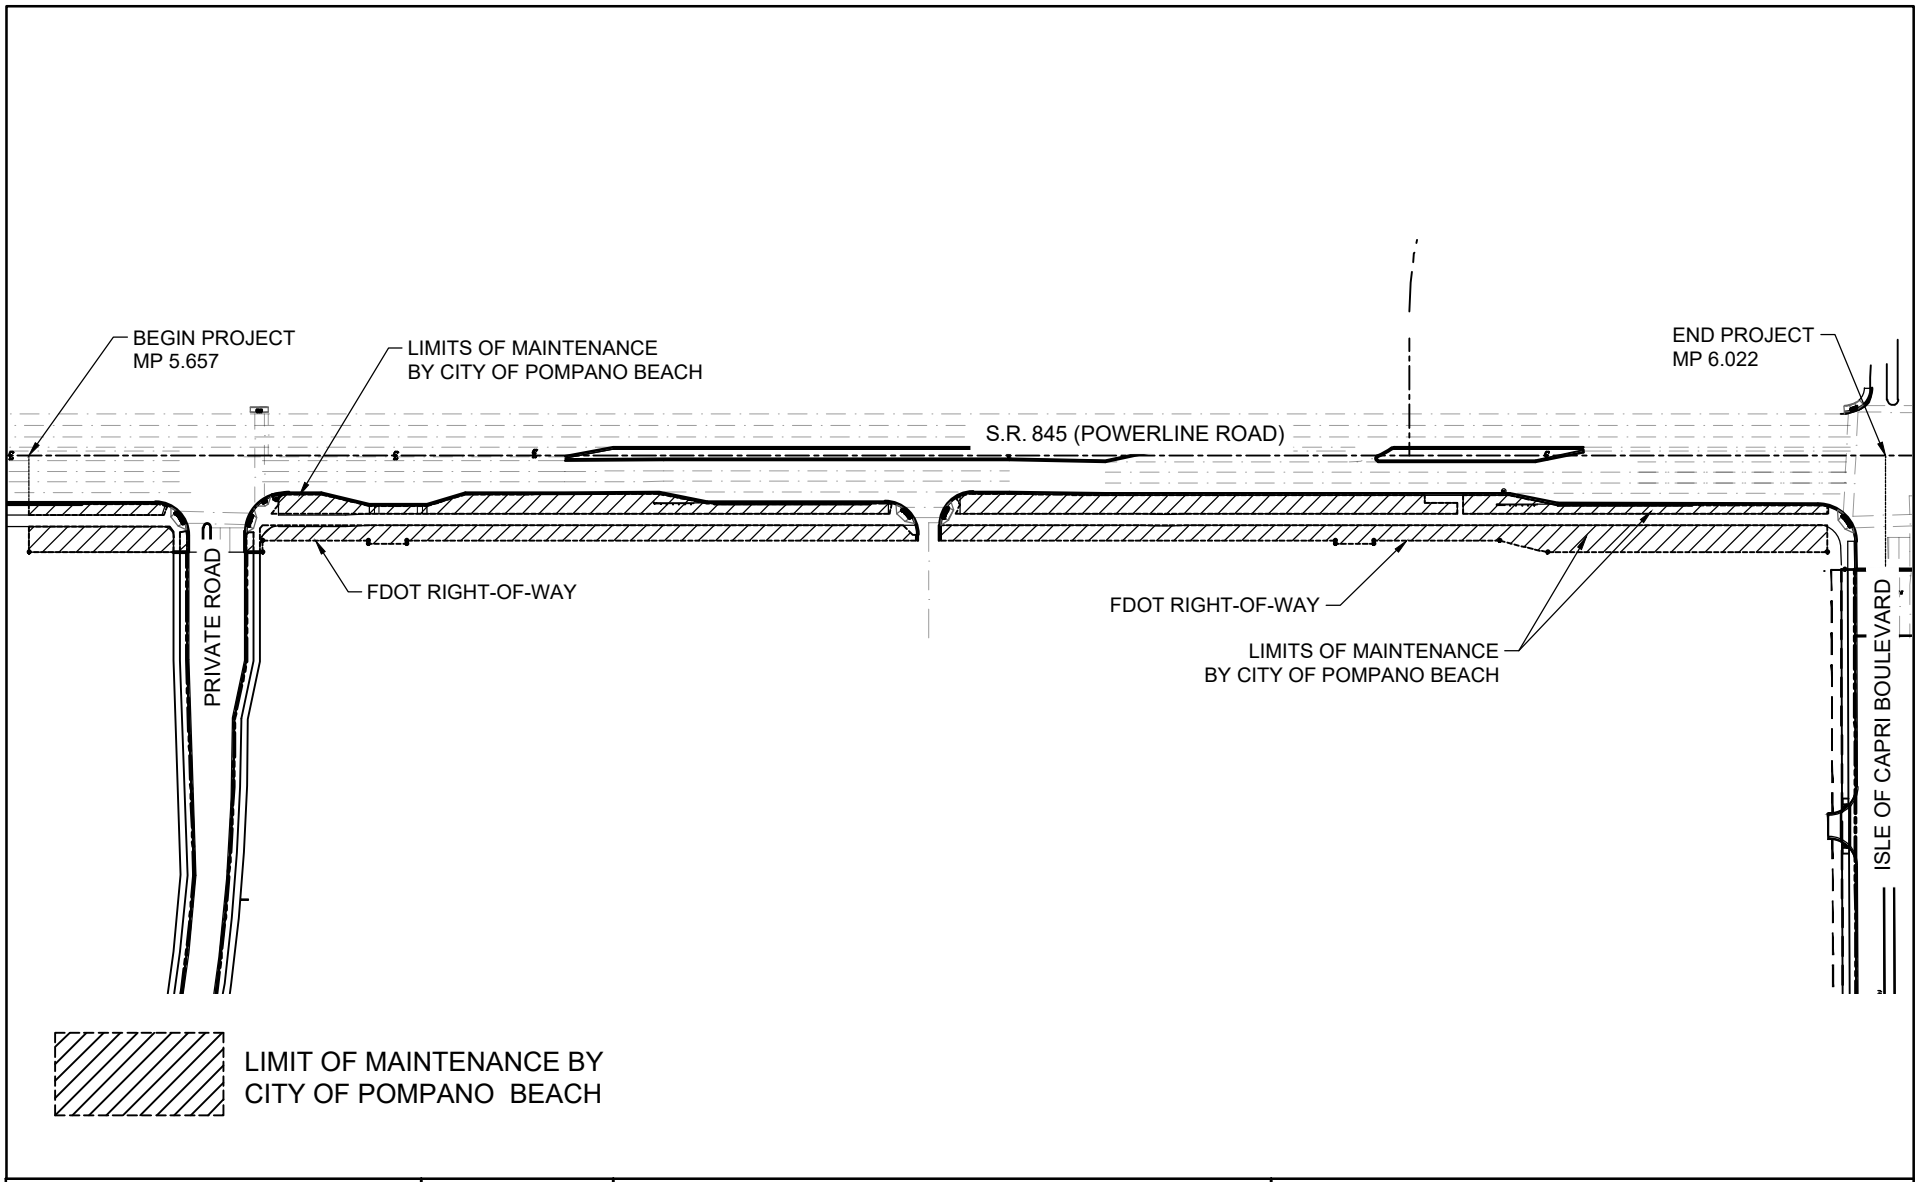 BEGIN PROJECT
MP 5.657
LIMITS OF MAINTENANCE
BY CITY OF POMPANO BEACH
END PROJECT
MP 6.022
S.R. 845 (POWERLINE ROAD)
PRIVATE ROAD
FDOT RIGHT-OF-WAY
FDOT RIGHT-OF-WAY
LIMITS OF MAINTENANCE
BY CITY OF POMPANO BEACH
ISLE OF CAPRI BOULEVARD
LIMIT OF MAINTENANCE BY
CITY OF POMPANO BEACH